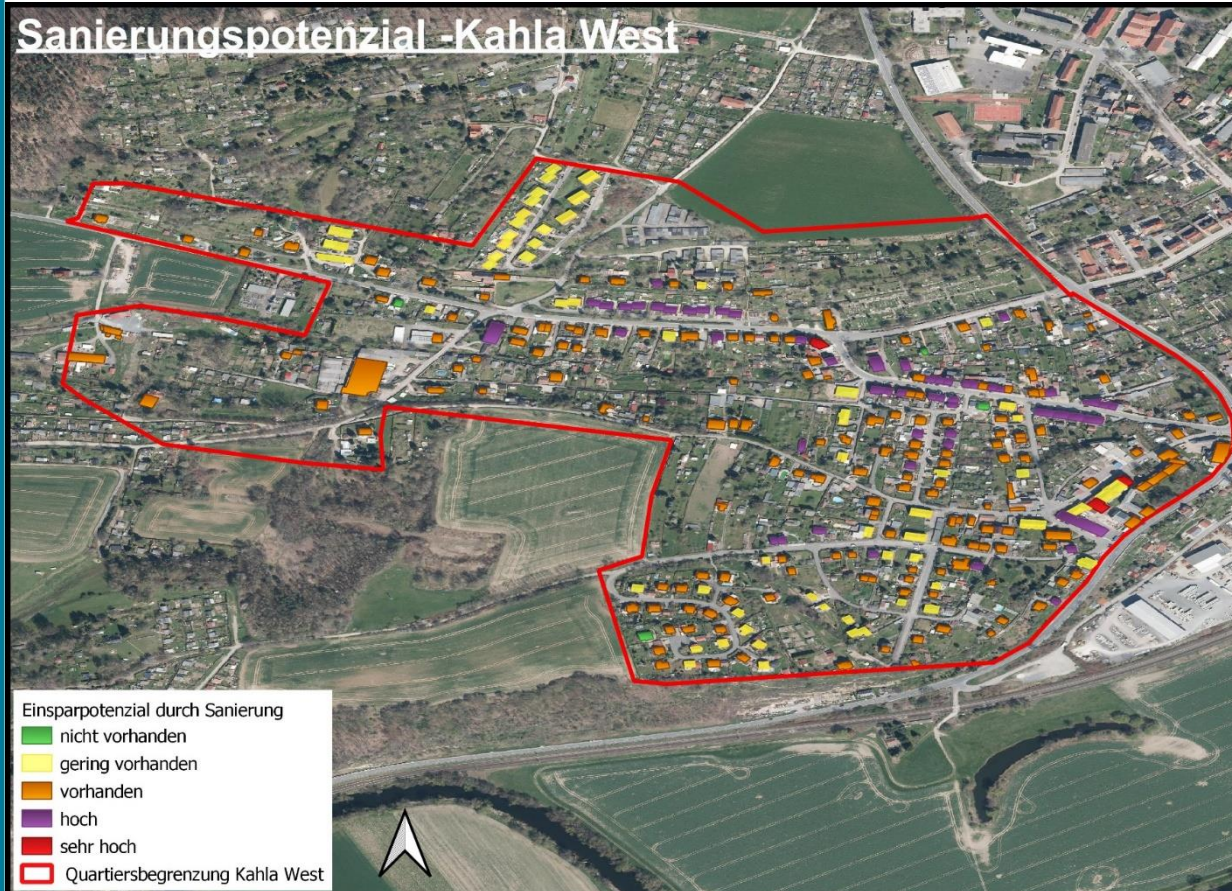 Sanierungspotenzial -Kahla West
Einsparpotenzial durch Sanierung
nicht vorhanden
gering vorhanden
vorhanden
hoch
sehr hoch
Quartiersbegrenzung Kahla West